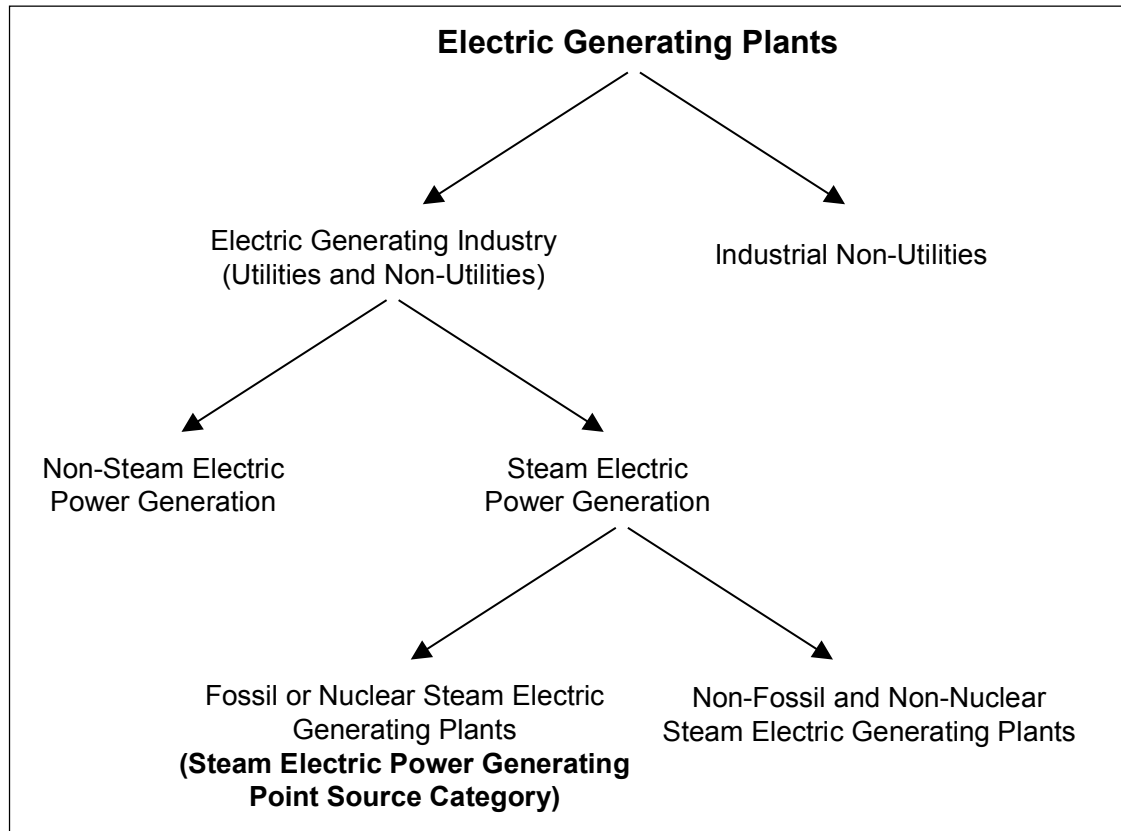 Electric Generating Plants
Electric Generating Industry
(Utilities and Non-Utilities)
Industrial Non-Utilities
Non-Steam Electric
Power Generation
Steam Electric
Power Generation
Fossil or Nuclear Steam Electric
Generating Plants
(Steam Electric Power Generating
Point Source Category)
Non-Fossil and Non-Nuclear
Steam Electric Generating Plants